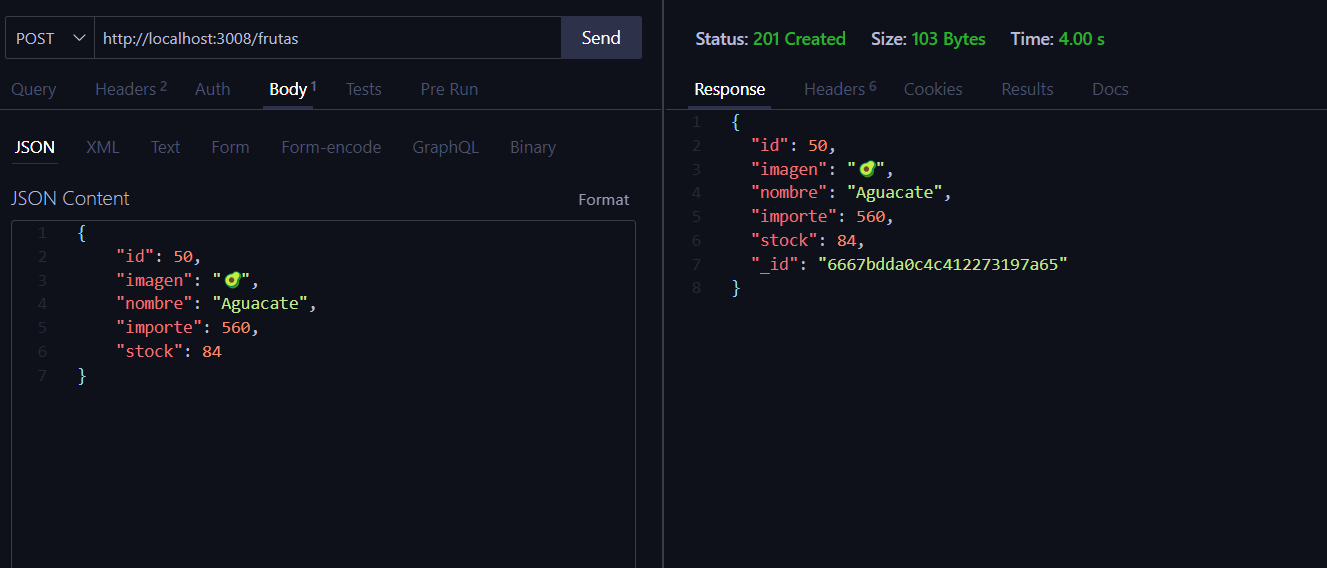 POST http://localhost:3008/frutas Send
Query Headers 2 Auth Body 1 Tests Pre Run
JSON XML Text Form Form-encode GraphQL Binary
JSON Content Format
1 {
2 "id": 50,
3 "imagen": "🥑",
4 "nombre": "Aguacate",
5 "importe": 560,
6 "stock": 84
7 }
Status: 201 Created Size: 103 Bytes Time: 4.00 s
Response Headers 6 Cookies Results Docs
1 {
2 "id": 50,
3 "imagen": "🥑",
4 "nombre": "Aguacate",
5 "importe": 560,
6 "stock": 84,
7 "_id": "6667bdda0c4c412273197a65"
8 }